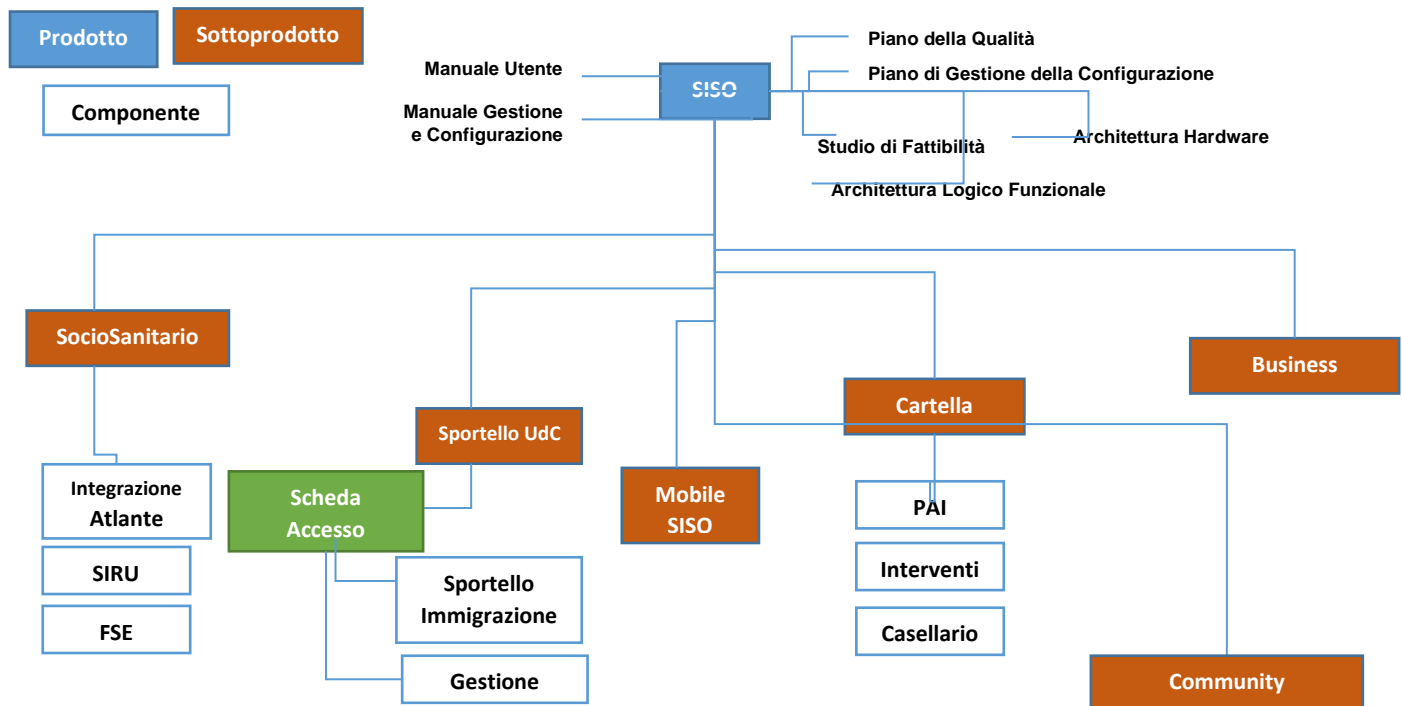 Prodotto
Sottoprodotto
Componente
Manuale Utente
Manuale Gestione
e Configurazione
SISO
Piano della Qualità
Piano di Gestione della Configurazione
Studio di Fattibilità
Architettura Hardware
Architettura Logico Funzionale
SocioSanitario
Business
Cartella
Sportello UdC
Integrazione
Atlante
Scheda
Accesso
Mobile
SISO
PAI
SIRU
Sportello
Immigrazione
Interventi
FSE
Casellario
Gestione
Community